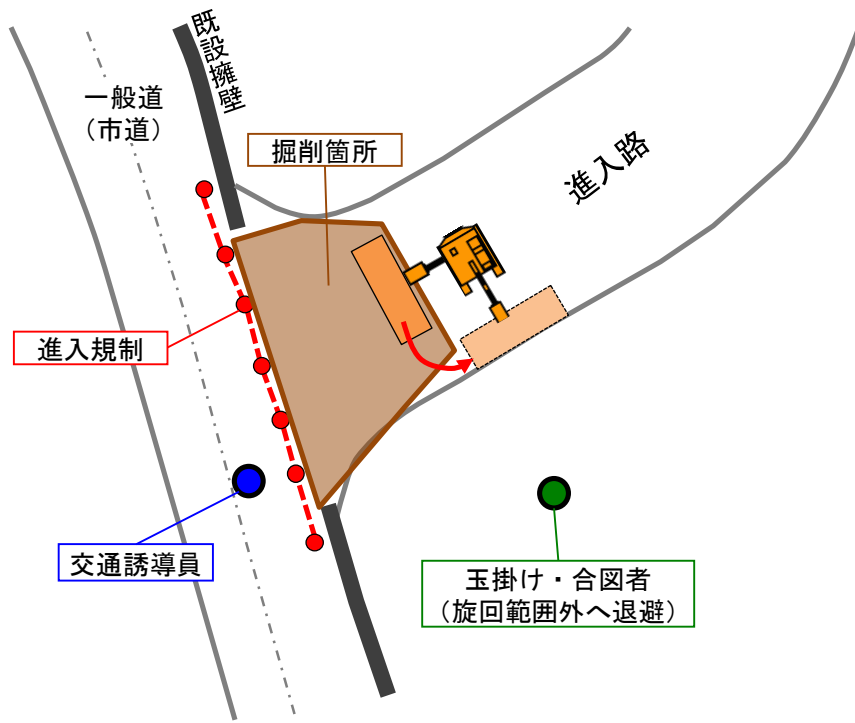 既設擁壁
一般道
（市道）
掘削箇所
進入路
進入規制
交通誘導員
玉掛け・合図者
（旋回範囲外へ退避）